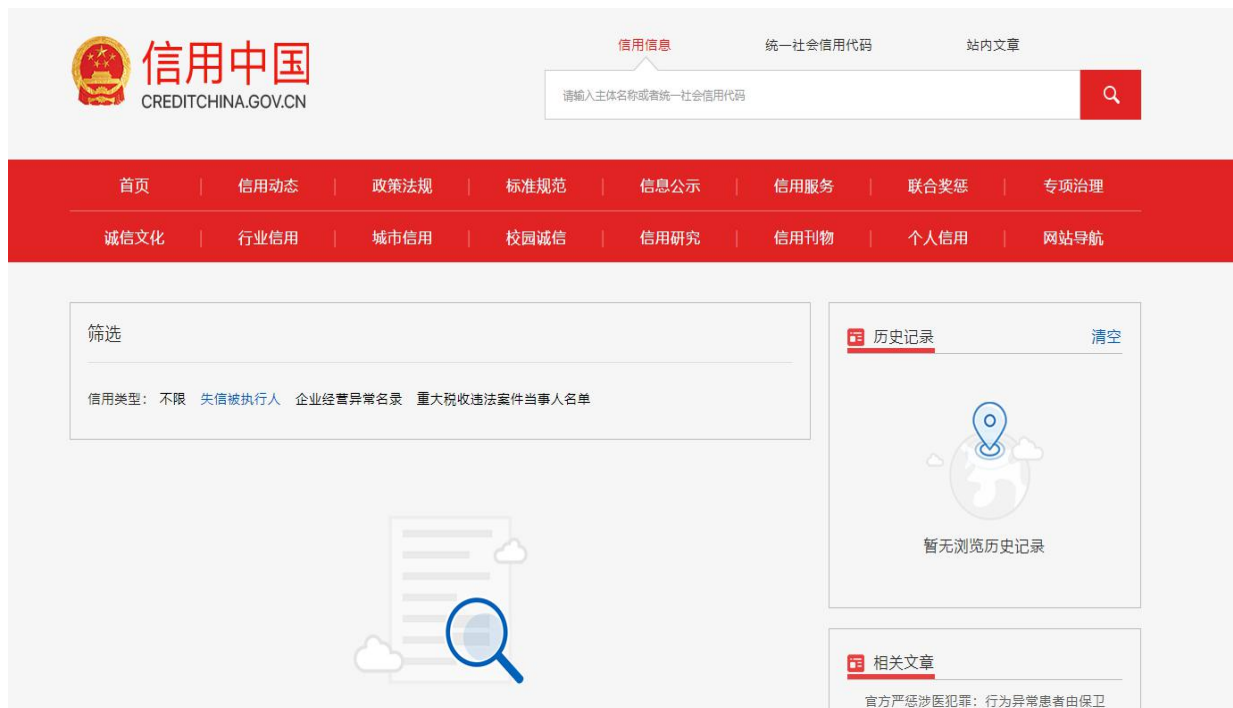 信用中国
CREDITCHINA.GOV.CN
信用信息 统一社会信用代码 站内文章
请输入主体名称或者统一社会信用代码
首页 信用动态 政策法规 标准规范 信息公示 信用服务 联合奖惩 专项治理
诚信文化 行业信用 城市信用 校园诚信 信用研究 信用刊物 个人信用 网站导航
筛选
信用类型: 不限 失信被执行人 企业经营异常名录 重大税收违法案件当事人名单
历史记录 清空
暂无浏览历史记录
相关文章
官方严惩涉医犯罪：行为异常患者由保卫